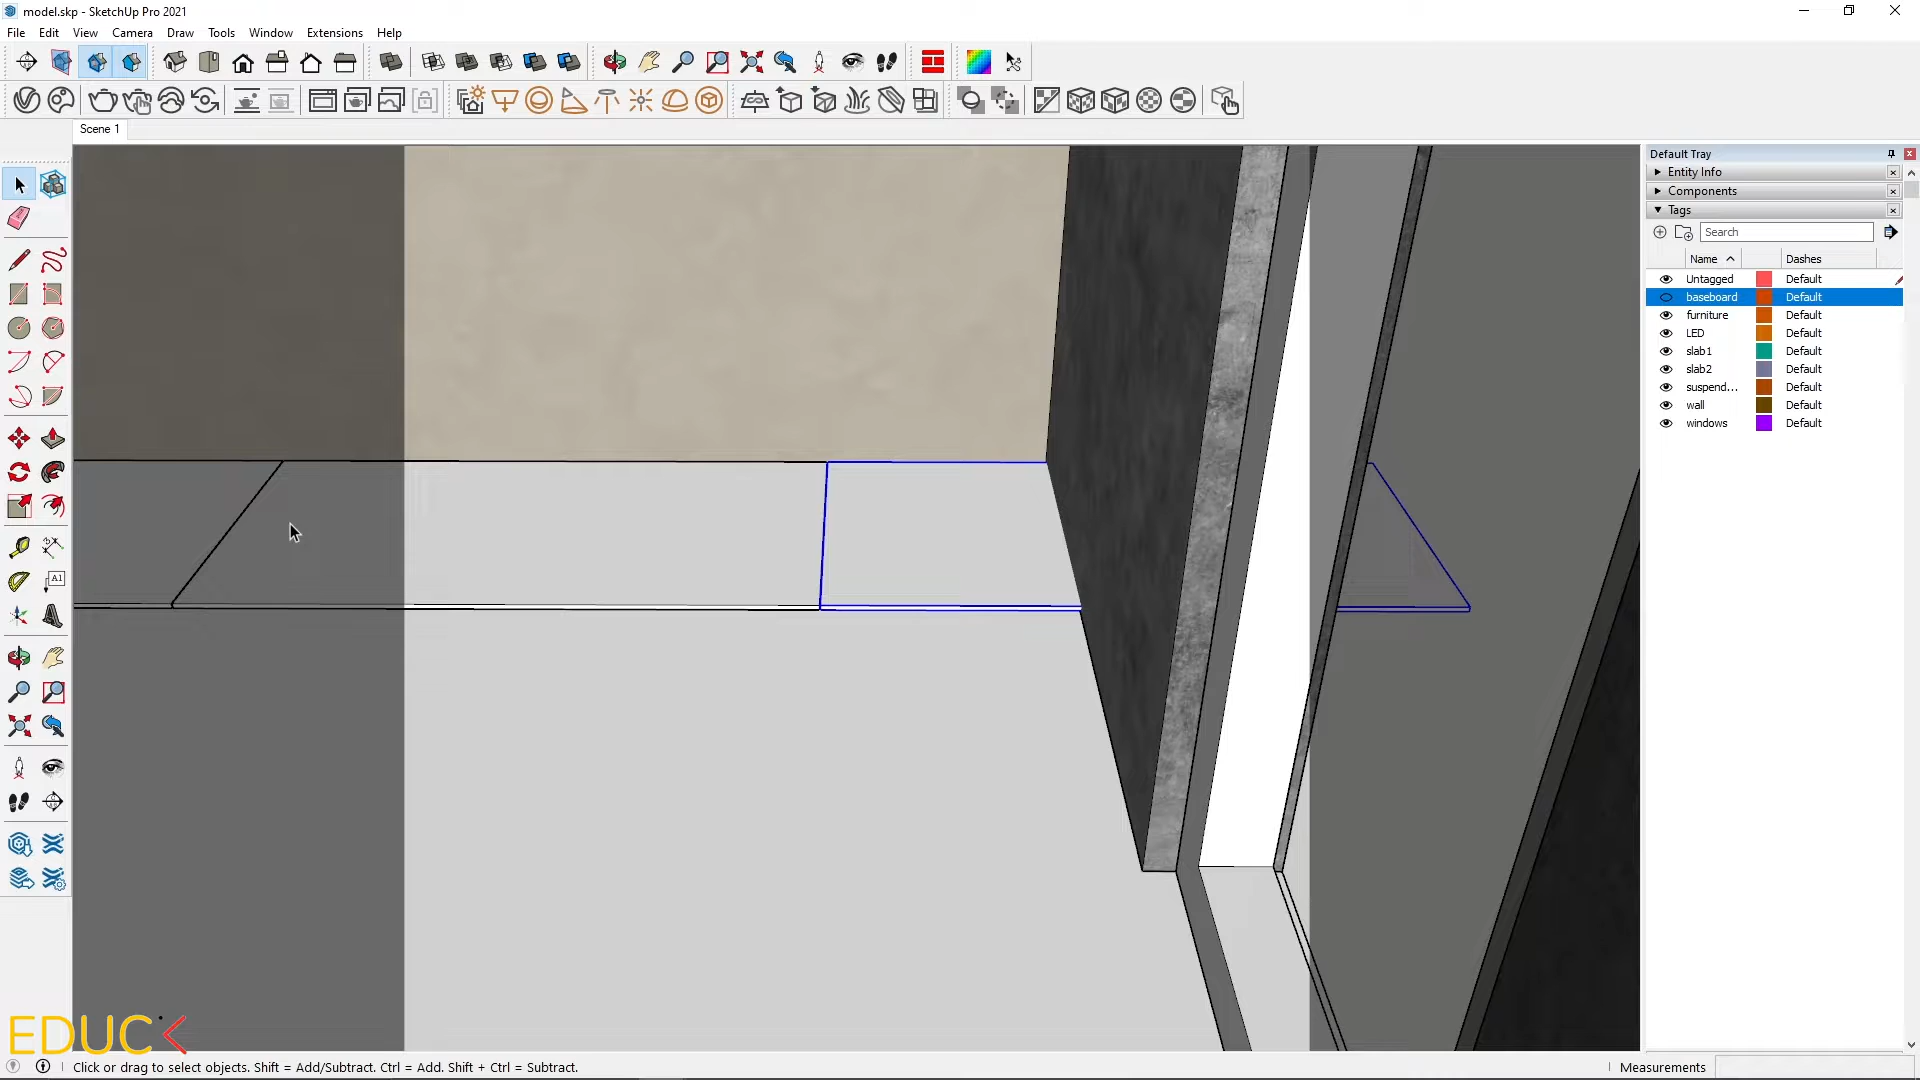 model.skp - SketchUp Pro 2021
File Edit View Camera Draw Tools Window Extensions Help
Scene 1
Default Tray
Entity Info
Components
Tags
Search
Name Dashes
Untagged Default
baseboard Default
furniture Default
LED Default
slab1 Default
slab2 Default
suspend... Default
wall Default
windows Default
A1
EDUC
Click or drag to select objects. Shift = Add/Subtract. Ctrl = Add. Shift + Ctrl = Subtract.
Measurements